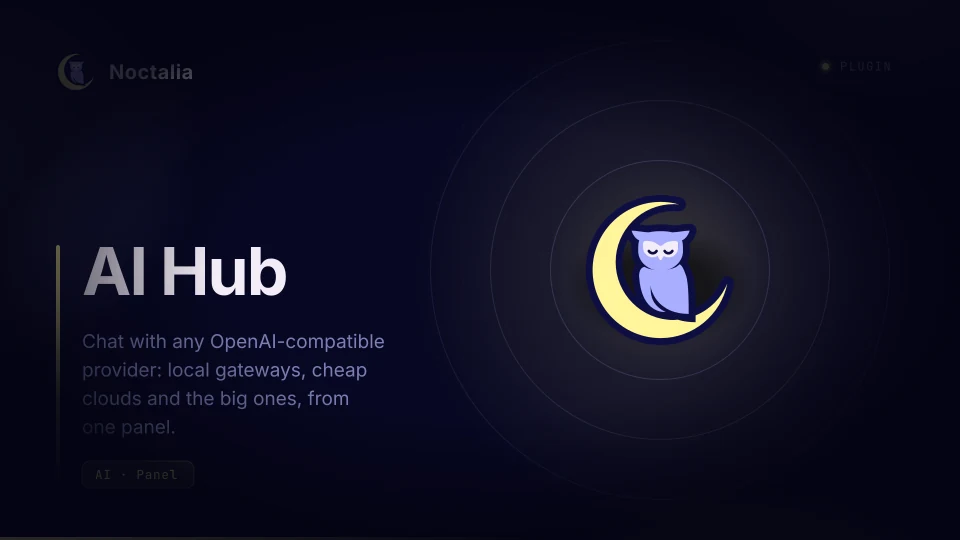 Noctalia
PLUGIN
AI Hub
Chat with any OpenAI-compatible
provider: local gateways, cheap
clouds and the big ones, from
one panel.
AI · Panel